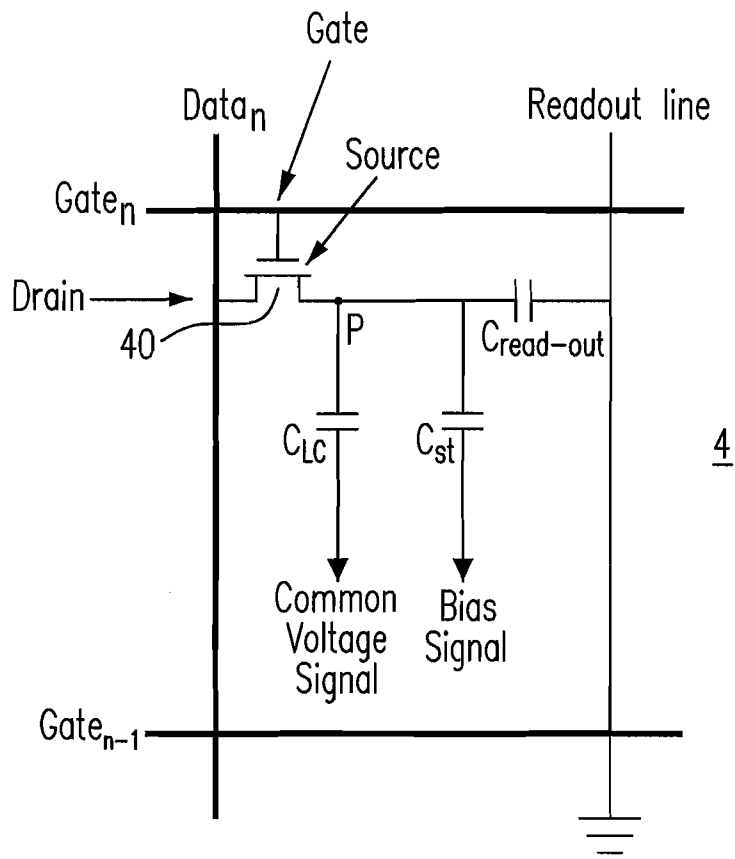 Gate
Data_n
Readout line
Source
Gate_n
Drain
40
P
C_read-out
C_LC
C_st
4
Common
Voltage
Signal
Bias
Signal
Gate_n-1